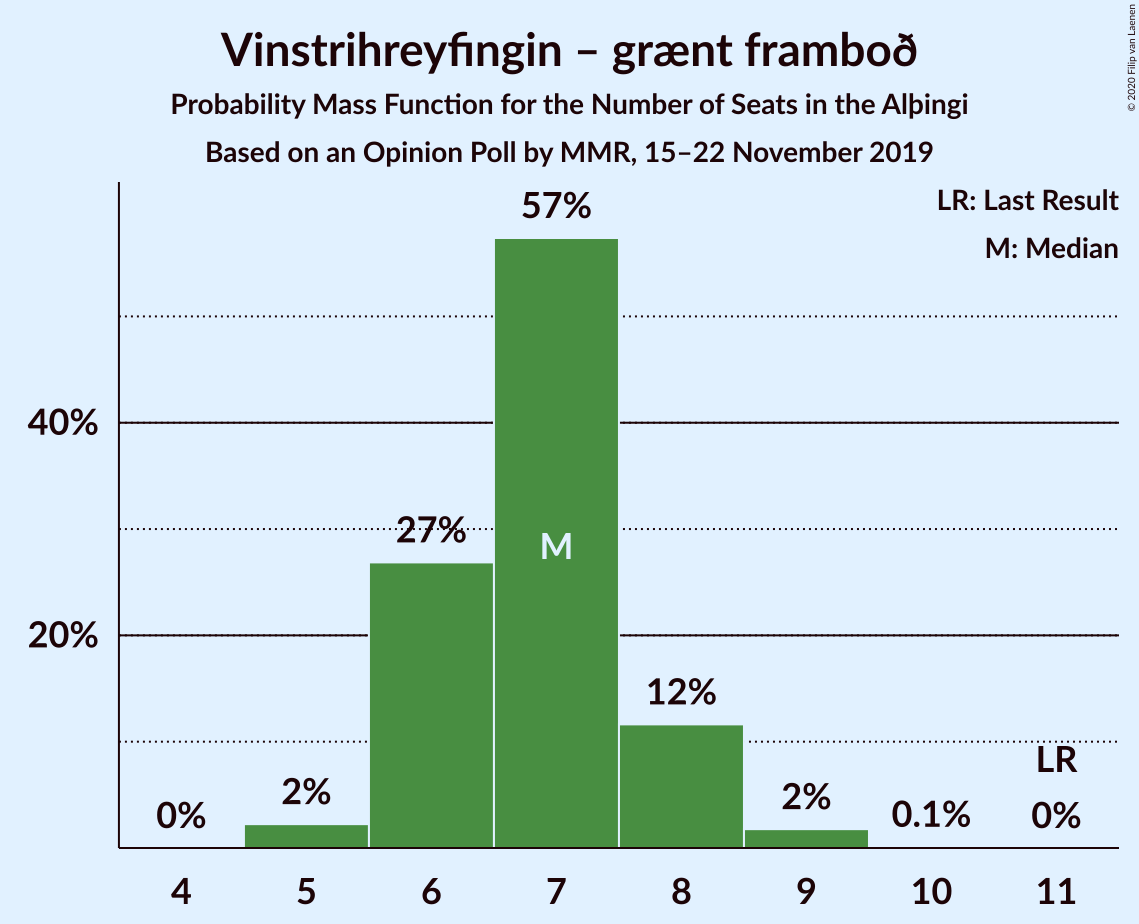 Vinstrihreyfingin – grænt framboð
Probability Mass Function for the Number of Seats in the Alþingi
Based on an Opinion Poll by MMR, 15–22 November 2019
© 2020 Filip van Laenen
LR: Last Result
M: Median
57%
40%
27%
M
20%
12%
LR
2%
2%
0%
0.1%
0%
4 5 6 7 8 9 10 11